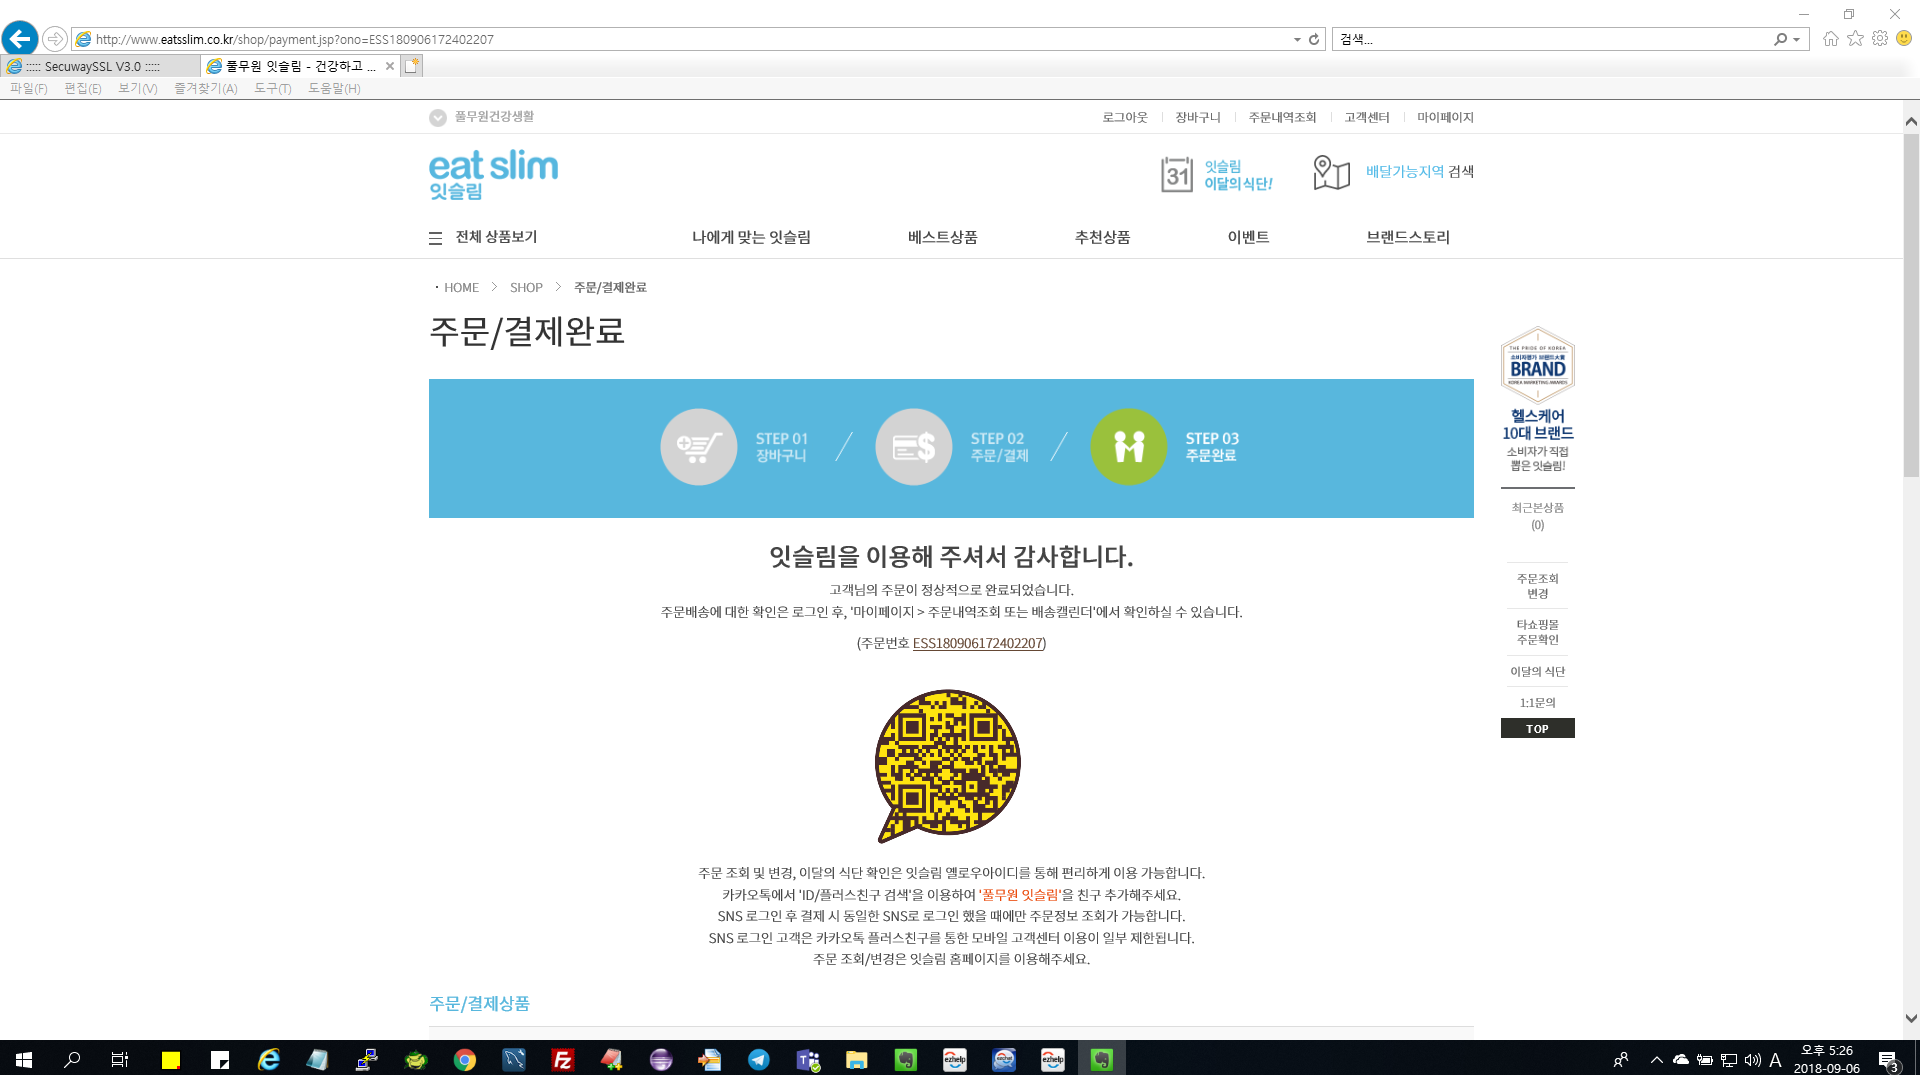 http://www.eatsslim.co.kr/shop/payment.jsp?ono=ESS180906172402207
검색...
::::: SecuwaySSL V3.0 :::::
풀무원 잇슬림 - 건강하고 ...
파일(F) 편집(E) 보기(V) 즐겨찾기(A) 도구(T) 도움말(H)
풀무원건강생활
로그아웃 장바구니 주문내역조회 고객센터 마이페이지
eat slim
잇슬림
31
잇슬림
이달의 식단!
배달가능지역 검색
전체 상품보기 나에게 맞는 잇슬림 베스트상품 추천상품 이벤트 브랜드스토리
HOME SHOP 주문/결제완료
주문/결제완료
STEP 01
장바구니
STEP 02
주문/결제
STEP 03
주문완료
잇슬림을 이용해 주셔서 감사합니다.
고객님의 주문이 정상적으로 완료되었습니다.
주문배송에 대한 확인은 로그인 후, '마이페이지 > 주문내역조회 또는 배송캘린더'에서 확인하실 수 있습니다.
(주문번호 ESS180906172402207)
주문 조회 및 변경, 이달의 식단 확인은 잇슬림 옐로우아이디를 통해 편리하게 이용 가능합니다.
카카오톡에서 'ID/플러스친구 검색'을 이용하여 '풀무원 잇슬림'을 친구 추가해주세요.
SNS 로그인 후 결제 시 동일한 SNS로 로그인 했을 때에만 주문정보 조회가 가능합니다.
SNS 로그인 고객은 카카오톡 플러스친구를 통한 모바일 고객센터 이용이 일부 제한됩니다.
주문 조회/변경은 잇슬림 홈페이지를 이용해주세요.
주문/결제상품
THE PRIDE OF KOREA
소비자평가 브랜드大賞
BRAND
KOREA MARKETING AWARDS
헬스케어
10대 브랜드
소비자가 직접
뽑은 잇슬림!
최근본상품
(0)
주문조회
변경
타쇼핑몰
주문확인
이달의 식단
1:1문의
TOP
ezhelp
ezhelp
A
오후 5:26
2018-09-06
3